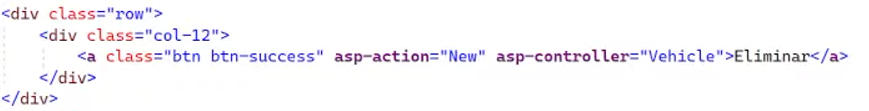 <div class="row">
<div class="col-12">
<a class="btn btn-success" asp-action="New" asp-controller="Vehicle">Eliminar</a>
</div>
</div>